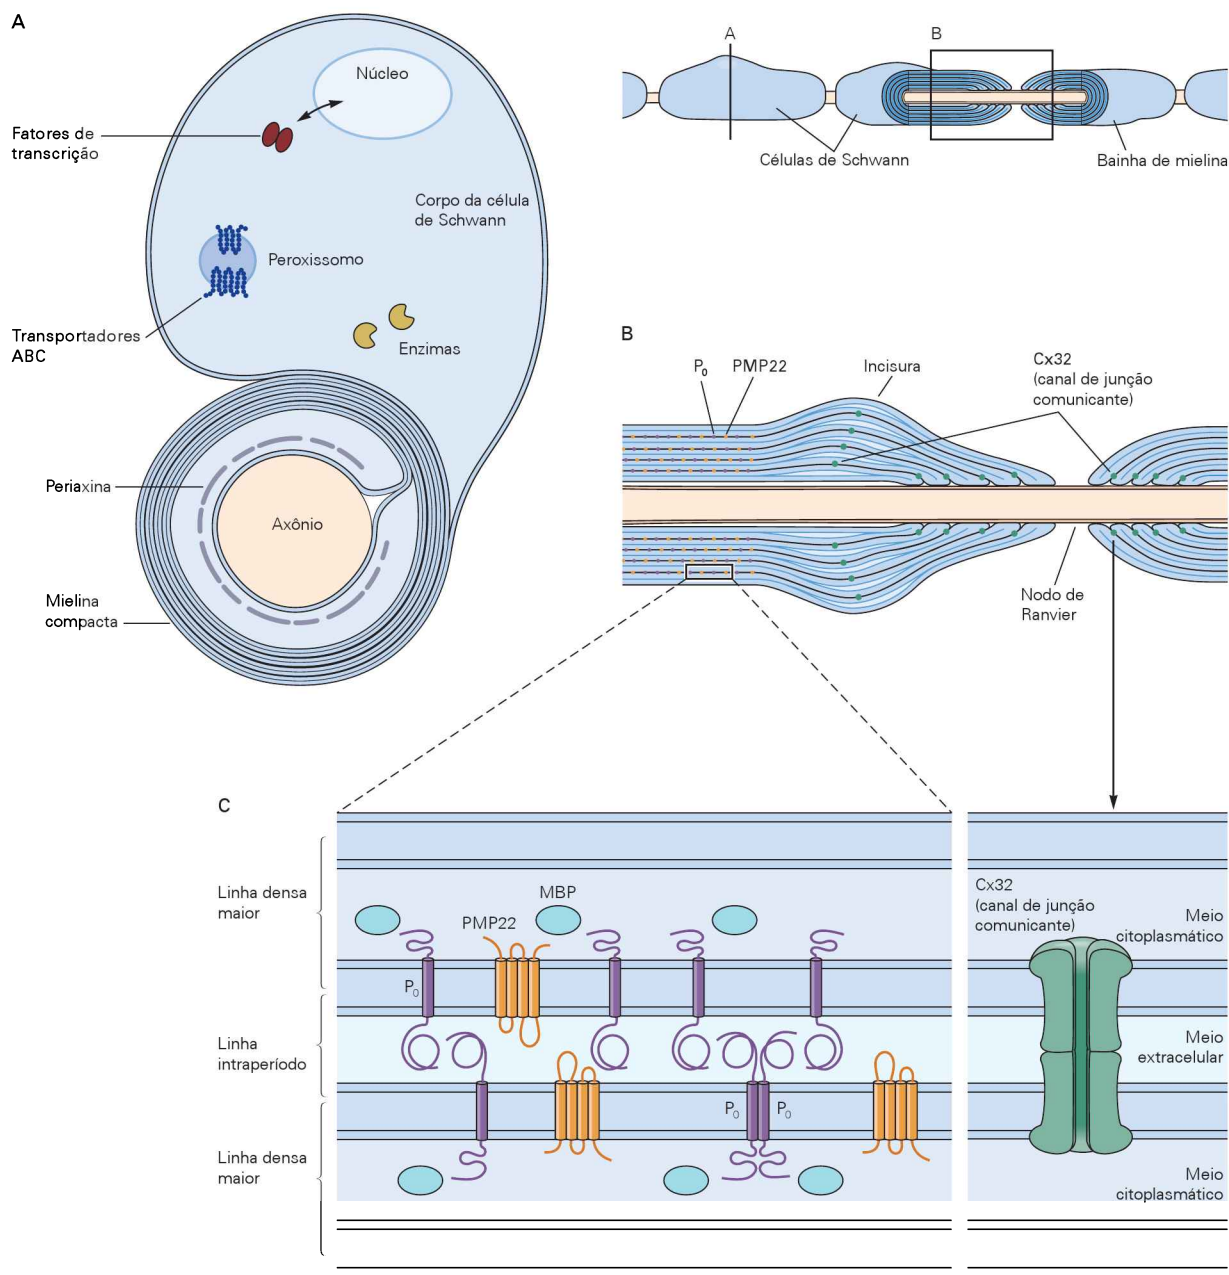 A
Núcleo
Fatores de
transcrição
Corpo da célula
de Schwann
Peroxissomo
Transportadores
ABC
Enzimas
Periaxina
Axônio
Mielina
compacta
A
B
Células de Schwann
Bainha de mielina
B
P₀
PMP22
Incisura
Cx32
(canal de junção
comunicante)
Nodo de
Ranvier
C
Linha densa
maior
MBP
PMP22
P₀
Linha
intraperíodo
P₀
P₀
Linha densa
maior
Cx32
(canal de junção
comunicante)
Meio
citoplasmático
Meio
extracelular
Meio
citoplasmático